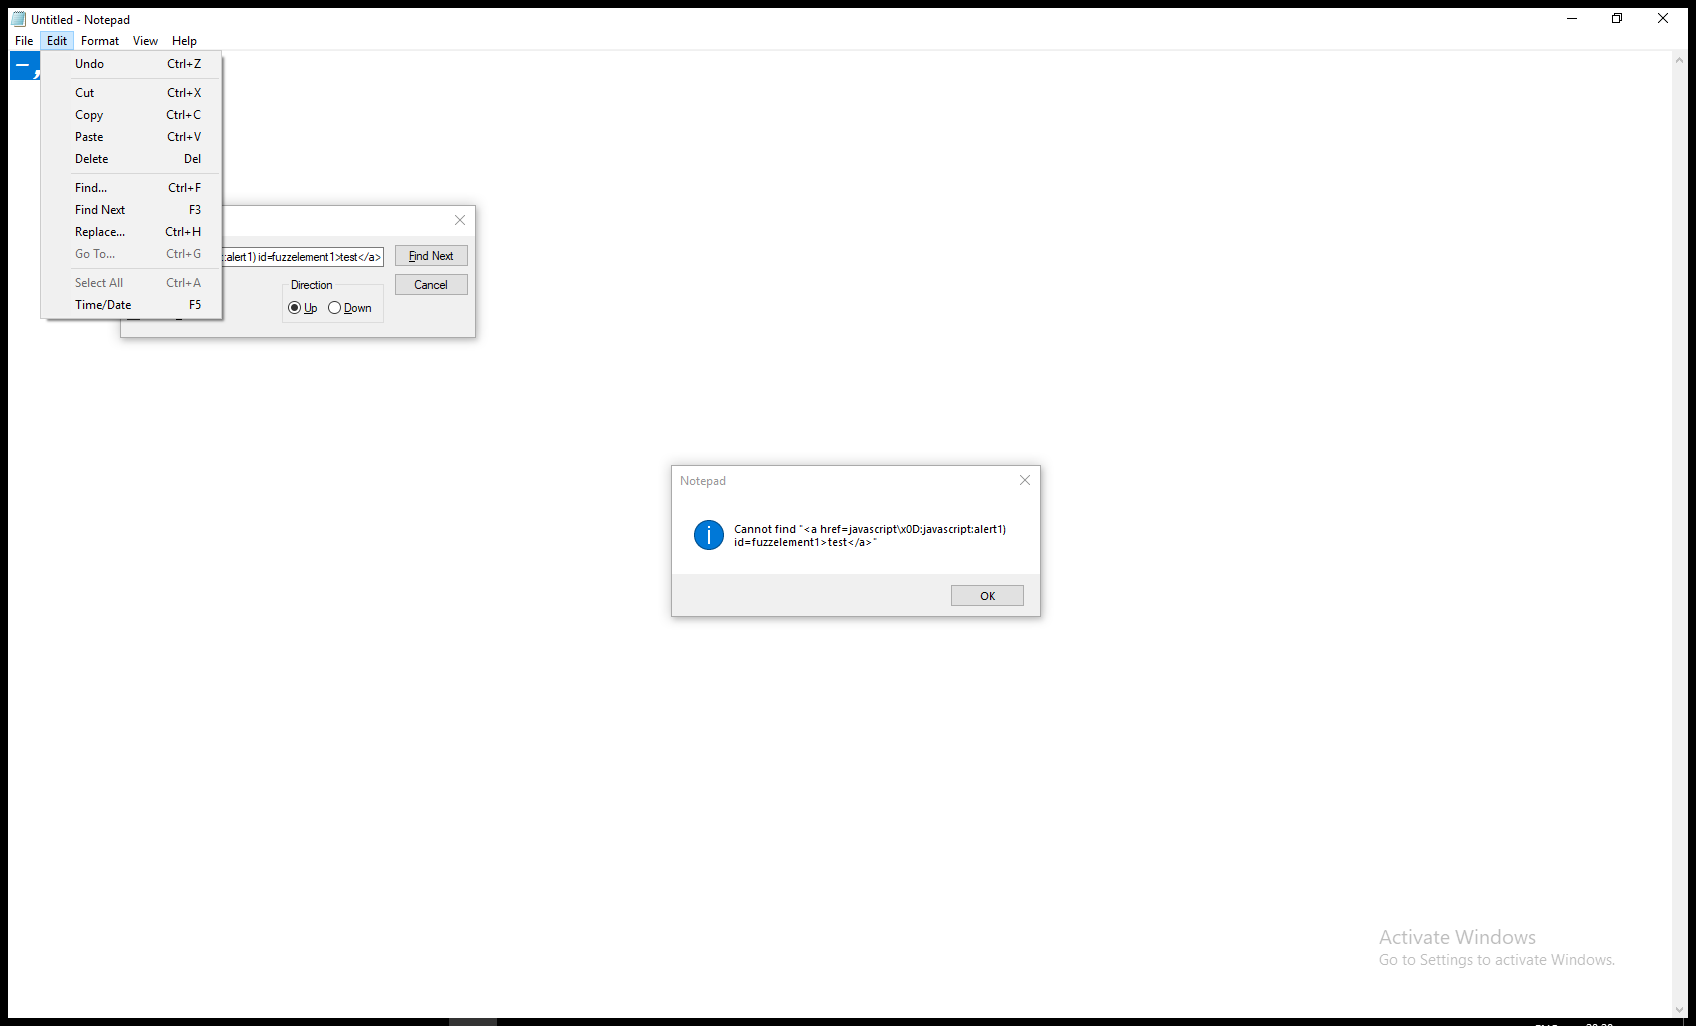 Untitled - Notepad
File Edit Format View Help
– ,
Undo Ctrl+Z
Cut Ctrl+X
Copy Ctrl+C
Paste Ctrl+V
Delete Del
Find... Ctrl+F
Find Next F3
Replace... Ctrl+H
Go To... Ctrl+G
Select All Ctrl+A
Time/Date F5
:alert1) id=fuzzelement1>test</a>
Find Next
Cancel
Direction
Up Down
Notepad
Cannot find "<a href=javascript\x0D:javascript:alert1)
id=fuzzelement1>test</a>"
OK
Activate Windows
Go to Settings to activate Windows.